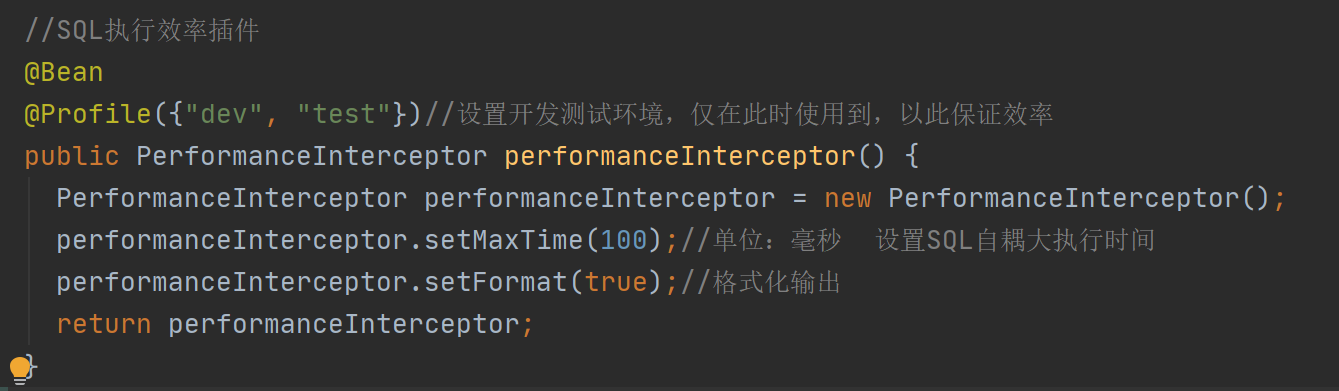 //SQL执行效率插件
@Bean
@Profile({"dev", "test"})//设置开发测试环境，仅在此时使用到，以此保证效率
public PerformanceInterceptor performanceInterceptor() {
PerformanceInterceptor performanceInterceptor = new PerformanceInterceptor();
performanceInterceptor.setMaxTime(100);//单位：毫秒  设置SQL自耦大执行时间
performanceInterceptor.setFormat(true);//格式化输出
return performanceInterceptor;
}